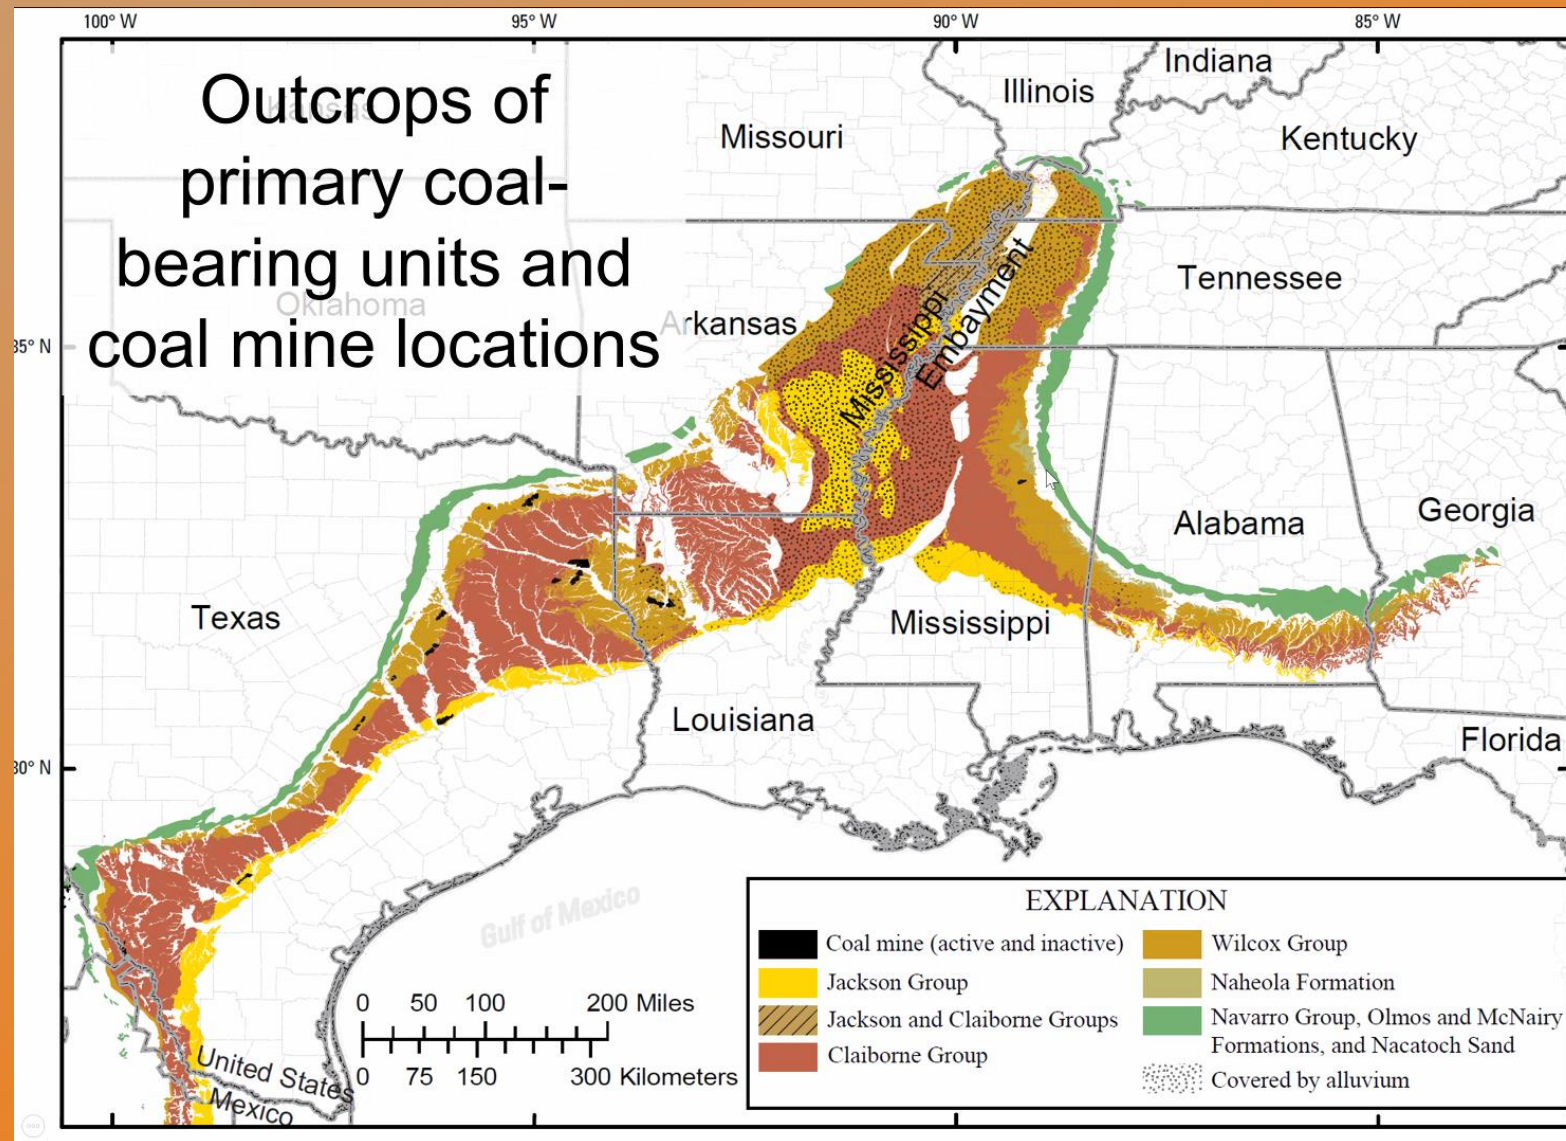 100° W
95° W
90° W
85° W
Outcrops of
primary coal-
bearing units and
coal mine locations
Kansas
Oklahoma
Missouri
Illinois
Indiana
Kentucky
Tennessee
Arkansas
Mississippi
Embayment
35° N
Texas
Louisiana
Mississippi
Alabama
Georgia
Florida
30° N
Gulf of Mexico
United States
Mexico
0 50 100 200 Miles
0 75 150 300 Kilometers
EXPLANATION
Coal mine (active and inactive)
Jackson Group
Jackson and Claiborne Groups
Claiborne Group
Wilcox Group
Naheola Formation
Navarro Group, Olmos and McNairy
Formations, and Nacatoch Sand
Covered by alluvium